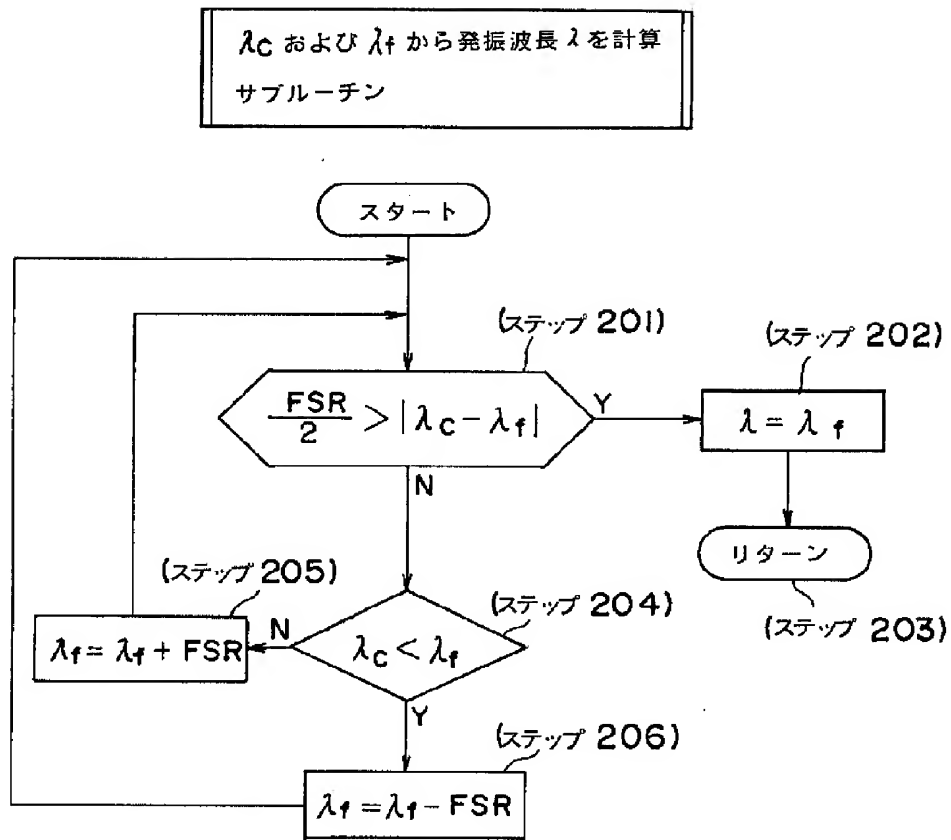 λc および λf から発振波長 λ を計算
サブルーチン
スタート
(ステップ 201)
FSR/2 > |λc − λf|
Y
N
(ステップ 202)
λ = λf
リターン
(ステップ 203)
(ステップ 204)
λc < λf
N
Y
(ステップ 205)
λf = λf + FSR
(ステップ 206)
λf = λf − FSR